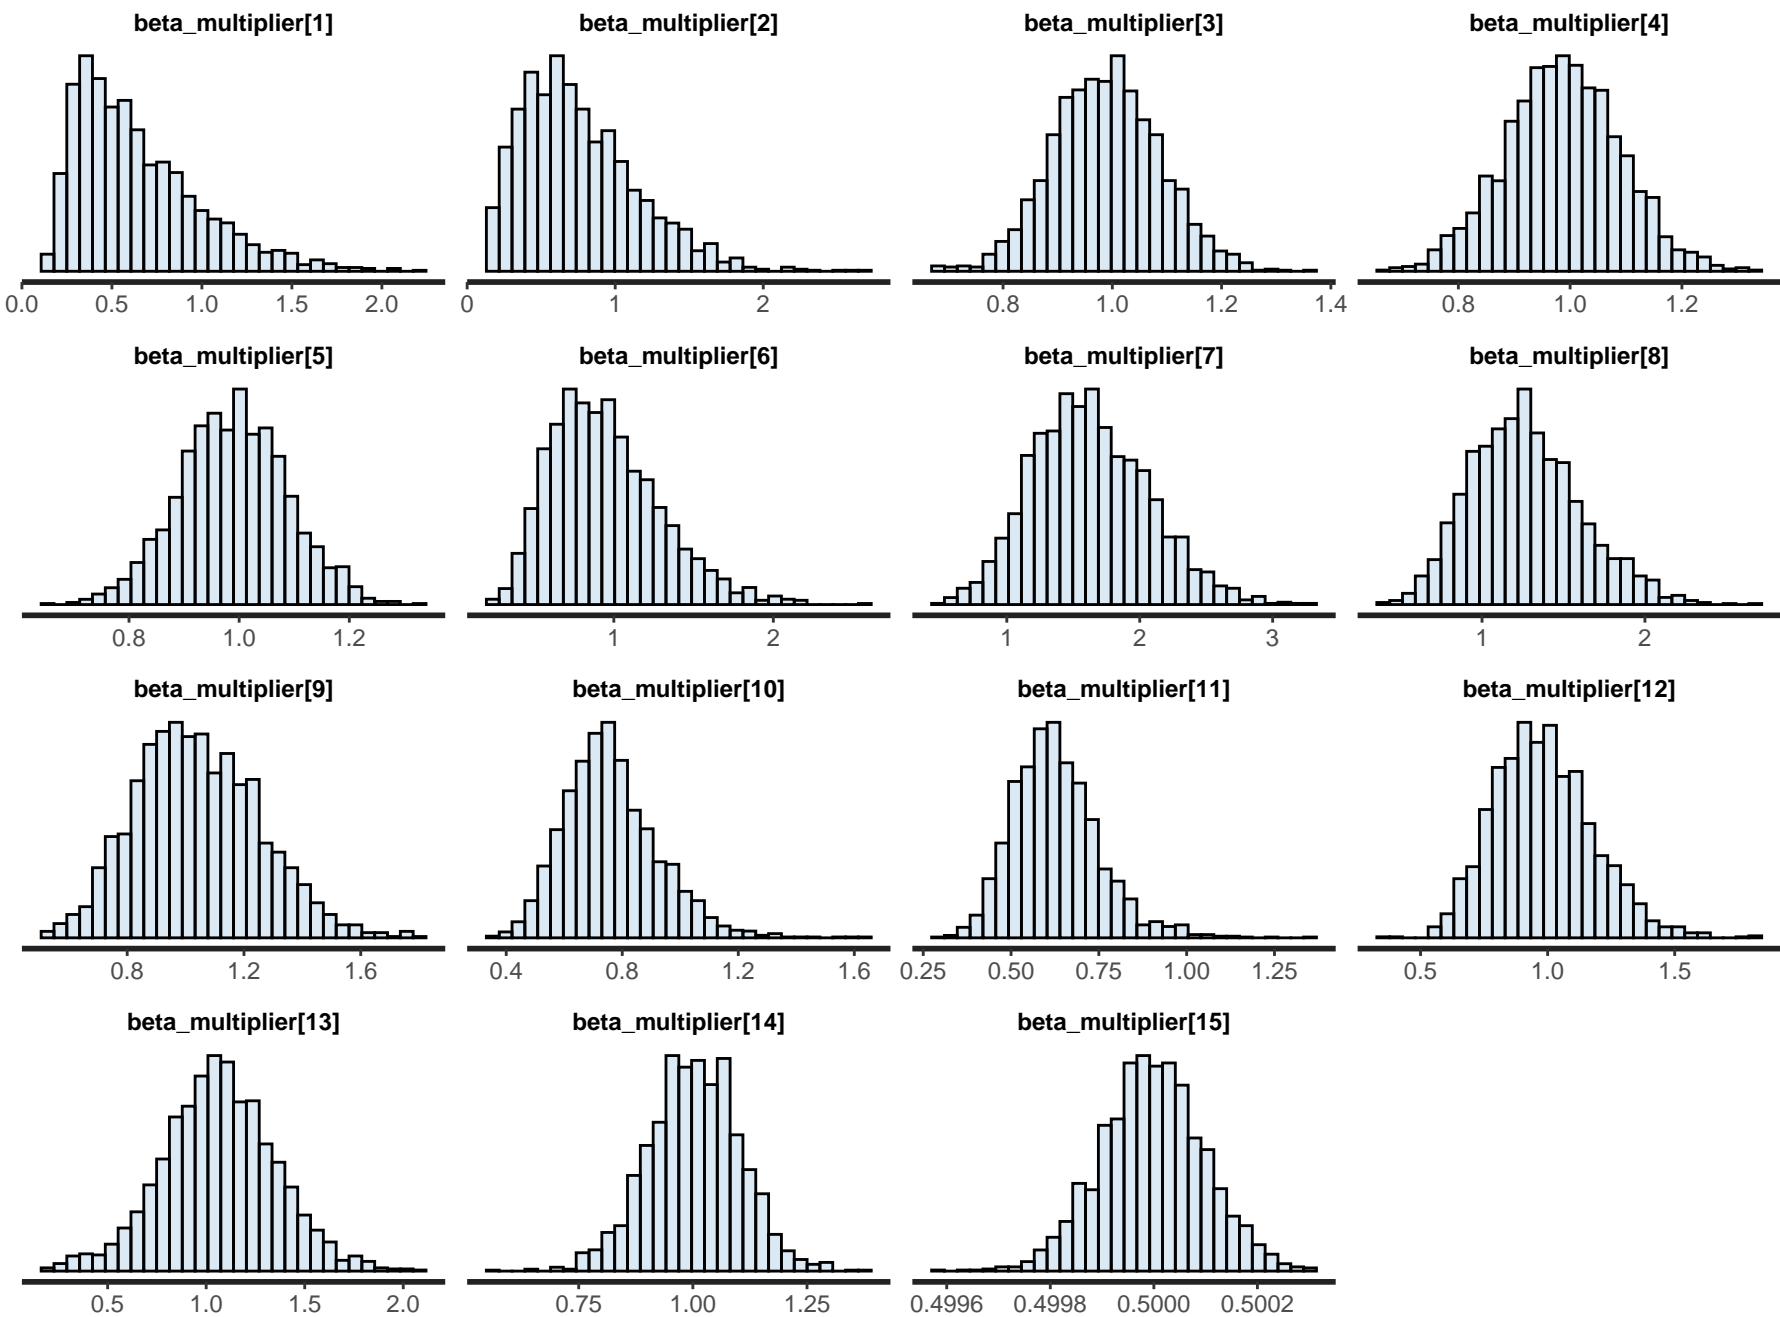 beta_multiplier[1] beta_multiplier[2] beta_multiplier[3] beta_multiplier[4]
0.0 0.5 1.0 1.5 2.0 0 1 2 0.8 1.0 1.2 1.4 0.8 1.0 1.2
beta_multiplier[5] beta_multiplier[6] beta_multiplier[7] beta_multiplier[8]
0.8 1.0 1.2 1 2 1 2 3 1 2
beta_multiplier[9] beta_multiplier[10] beta_multiplier[11] beta_multiplier[12]
0.8 1.2 1.6 0.4 0.8 1.2 1.6 0.25 0.50 0.75 1.00 1.25 0.5 1.0 1.5
beta_multiplier[13] beta_multiplier[14] beta_multiplier[15]
0.5 1.0 1.5 2.0 0.75 1.00 1.25 0.4996 0.4998 0.5000 0.5002